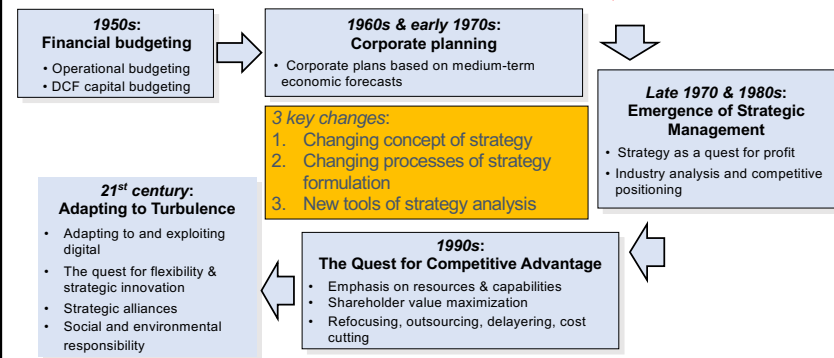 1950s:
Financial budgeting
• Operational budgeting
• DCF capital budgeting
1960s & early 1970s:
Corporate planning
• Corporate plans based on medium-term
economic forecasts
Late 1970 & 1980s:
Emergence of Strategic
Management
• Strategy as a quest for profit
• Industry analysis and competitive
positioning
3 key changes:
1. Changing concept of strategy
2. Changing processes of strategy
formulation
3. New tools of strategy analysis
1990s:
The Quest for Competitive Advantage
• Emphasis on resources & capabilities
• Shareholder value maximization
• Refocusing, outsourcing, delayering, cost
cutting
21st century:
Adapting to Turbulence
• Adapting to and exploiting
digital
• The quest for flexibility &
strategic innovation
• Strategic alliances
• Social and environmental
responsibility